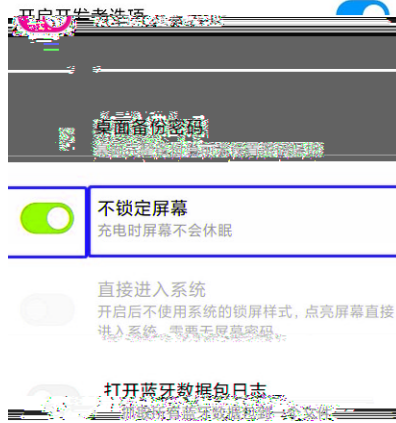 开启开发者选项
桌面备份密码
不锁定屏幕
充电时屏幕不会休眠
直接进入系统
开启后不使用系统的锁屏样式，点亮屏幕直接
进入系统，需要无屏幕密码
打开蓝牙数据包日志